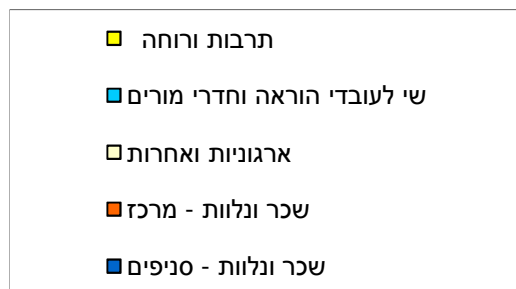 תרבות ורוחה
שי לעובדי הוראה וחדרי מורים
ארגוניות ואחרות
שכר ונלוות - מרכז
שכר ונלוות - סניפים